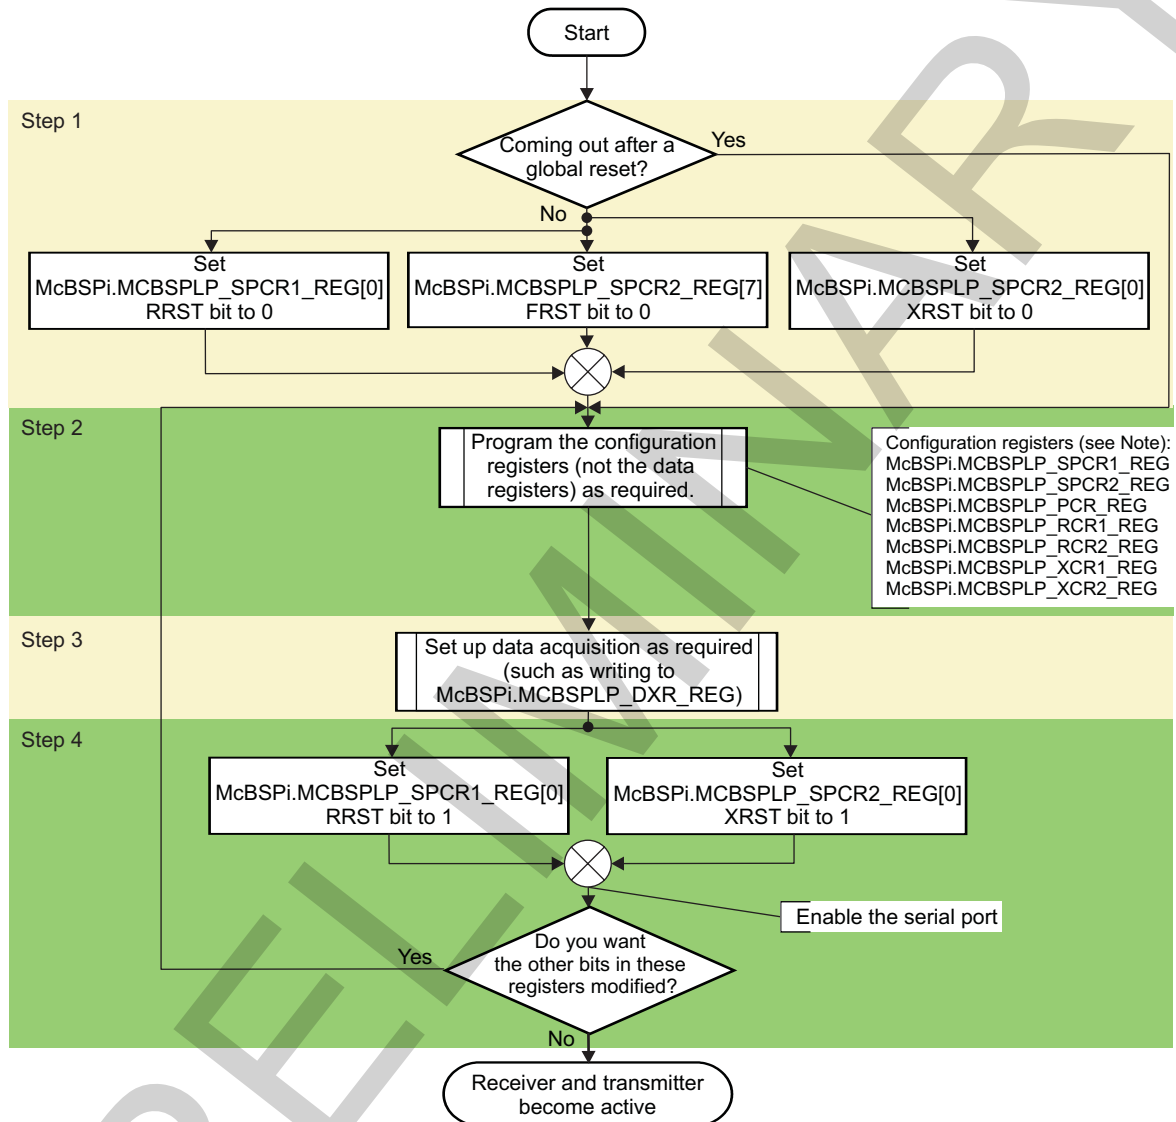 Start
Step 1
Coming out after a
global reset?
Yes
No
Set
McBSPi.MCBSPLP_SPCR1_REG[0]
RRST bit to 0
Set
McBSPi.MCBSPLP_SPCR2_REG[7]
FRST bit to 0
Set
McBSPi.MCBSPLP_SPCR2_REG[0]
XRST bit to 0
Step 2
Program the configuration
registers (not the data
registers) as required.
Configuration registers (see Note):
McBSPi.MCBSPLP_SPCR1_REG
McBSPi.MCBSPLP_SPCR2_REG
McBSPi.MCBSPLP_PCR_REG
McBSPi.MCBSPLP_RCR1_REG
McBSPi.MCBSPLP_RCR2_REG
McBSPi.MCBSPLP_XCR1_REG
McBSPi.MCBSPLP_XCR2_REG
Step 3
Set up data acquisition as required
(such as writing to
McBSPi.MCBSPLP_DXR_REG)
Step 4
Set
McBSPi.MCBSPLP_SPCR1_REG[0]
RRST bit to 1
Set
McBSPi.MCBSPLP_SPCR2_REG[0]
XRST bit to 1
Enable the serial port
Do you want
the other bits in these
registers modified?
Yes
No
Receiver and transmitter
become active
PRELIMINARY